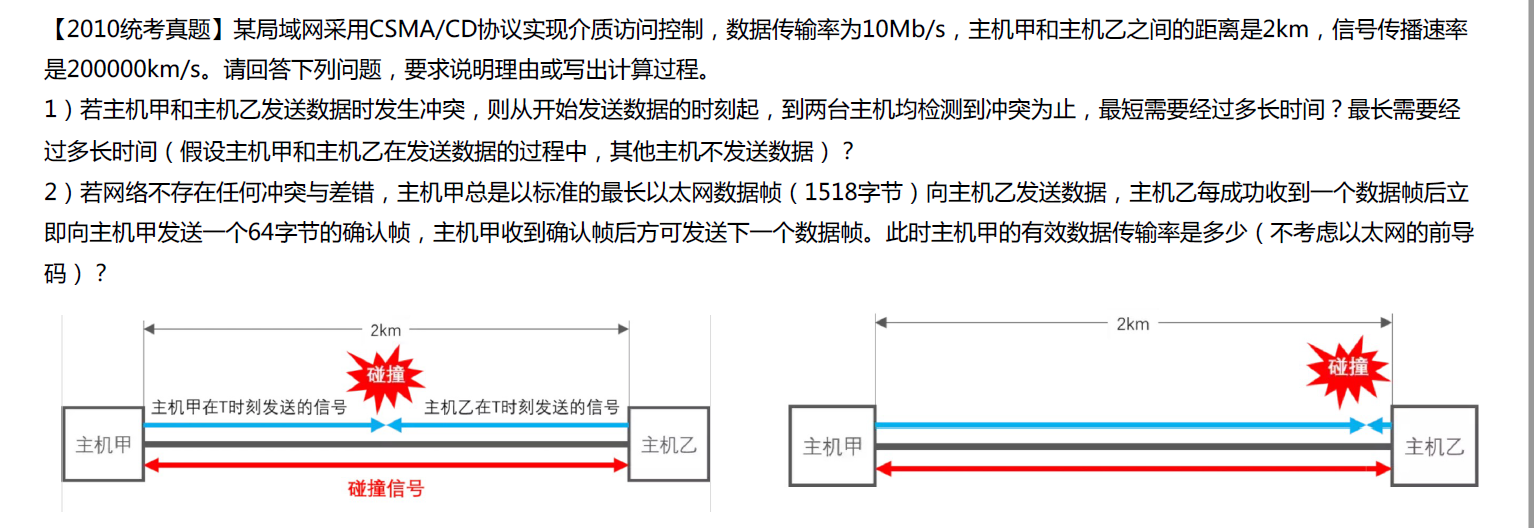 【2010统考真题】某局域网采用CSMA/CD协议实现介质访问控制，数据传输率为10Mb/s，主机甲和主机乙之间的距离是2km，信号传播速率
是200000km/s。请回答下列问题，要求说明理由或写出计算过程。
1）若主机甲和主机乙发送数据时发生冲突，则从开始发送数据的时刻起，到两台主机均检测到冲突为止，最短需要经过多长时间？最长需要经
过多长时间（假设主机甲和主机乙在发送数据的过程中，其他主机不发送数据）？
2）若网络不存在任何冲突与差错，主机甲总是以标准的最长以太网数据帧（1518字节）向主机乙发送数据，主机乙每成功收到一个数据帧后立
即向主机甲发送一个64字节的确认帧，主机甲收到确认帧后方可发送下一个数据帧。此时主机甲的有效数据传输率是多少（不考虑以太网的前导
码）？
2km
碰撞
主机甲在T时刻发送的信号
主机乙在T时刻发送的信号
主机甲
主机乙
碰撞信号
2km
碰撞
主机甲
主机乙